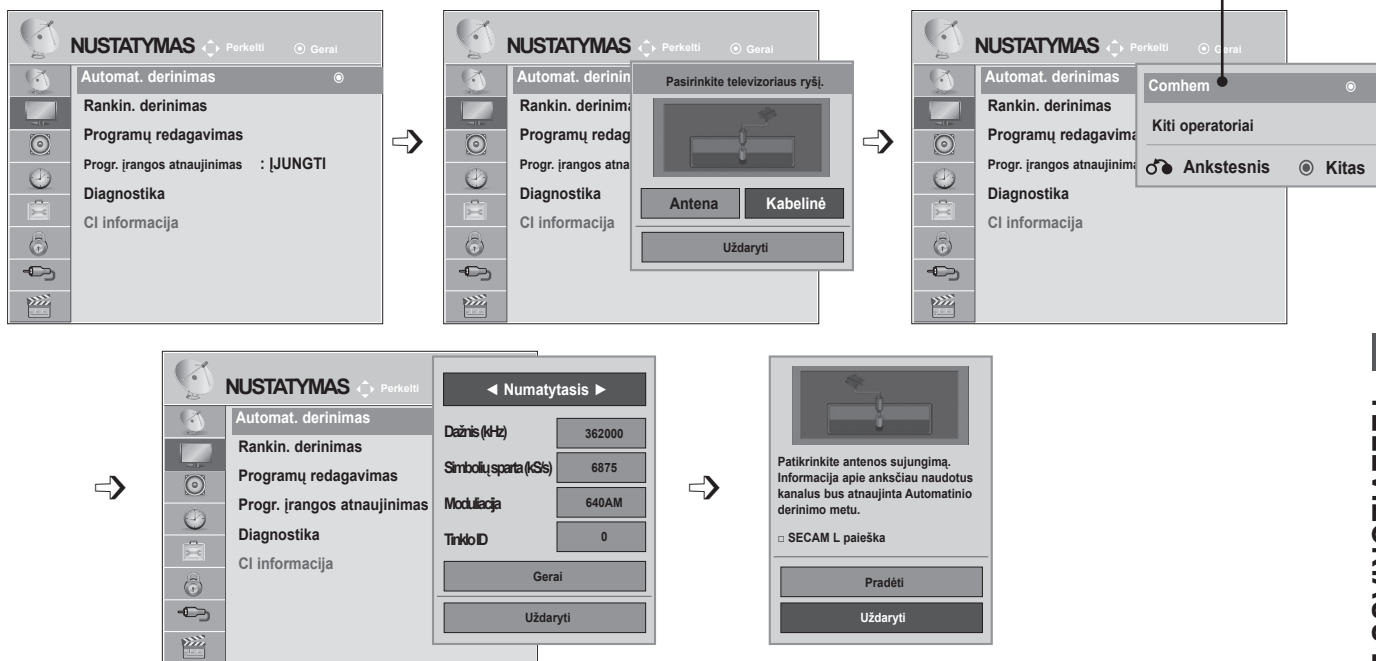 NUSTATYMAS Perkelti Gerai
Automat. derinimas
Rankin. derinimas
Programų redagavimas
Progr. įrangos atnaujinimas : ĮJUNGTI
Diagnostika
CI informacija
NUSTATYMAS Perkelti Gerai
Automat. derinim
Rankin. derinima
Programų redag
Progr. įrangos atna
Diagnostika
CI informacija
Pasirinkite televizoriaus ryšį.
Antena Kabelinė
Uždaryti
NUSTATYMAS Perkelti Gerai
Automat. derinimas
Rankin. derinimas
Programų redagavima
Progr. įrangos atnaujinima
Diagnostika
CI informacija
Comhem
Kiti operatoriai
Ankstesnis Kitas
NUSTATYMAS Perkelti
Automat. derinimas
Rankin. derinimas
Programų redagavimas
Progr. įrangos atnaujinimas
Diagnostika
CI informacija
◄ Numatytasis ►
Dažnis (kHz) 362000
Simbolių sparta (kS/s) 6875
Moduliacija 640AM
Tinklo ID 0
Gerai
Uždaryti
Patikrinkite antenos sujungimą.
Informacija apie anksčiau naudotus
kanalus bus atnaujinta Automatinio
derinimo metu.
□ SECAM L paieška
Pradėti
Uždaryti